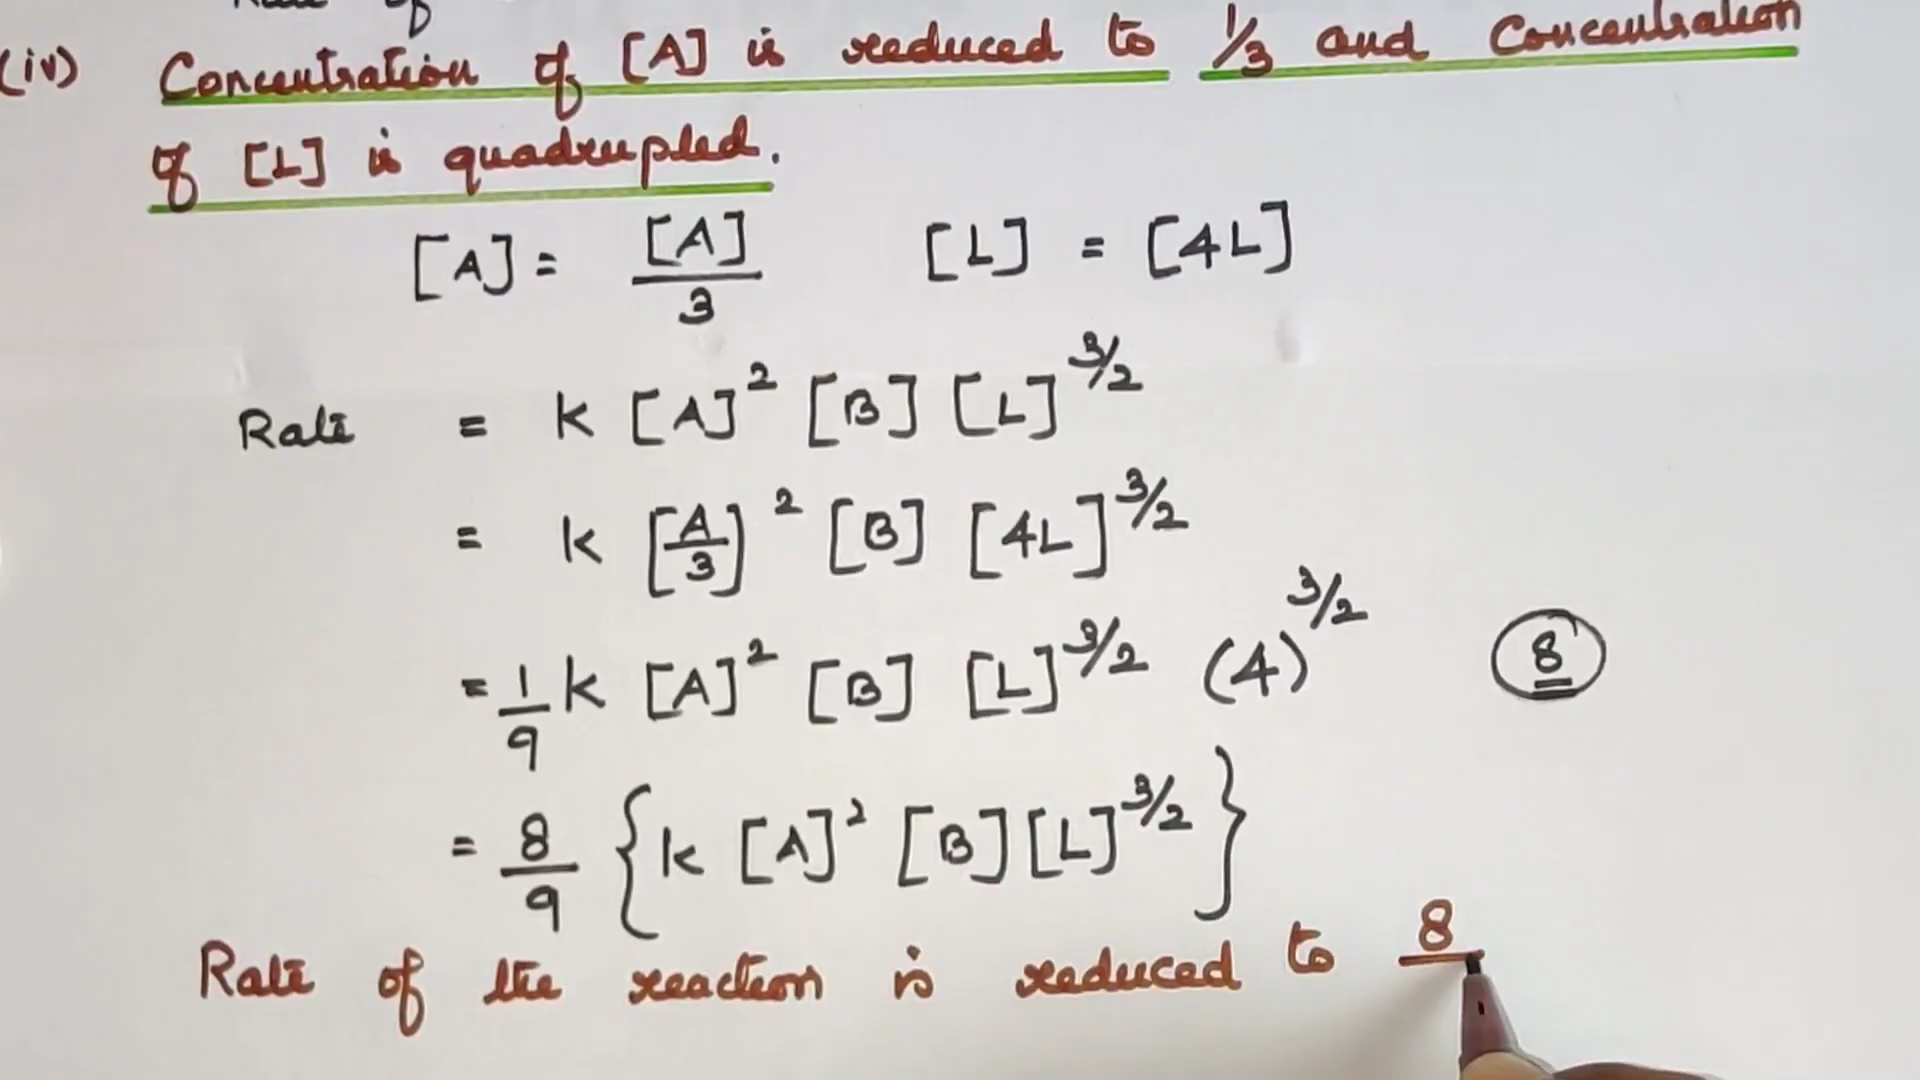 (iv) Concentration of [A] is reduced to 1/3 and Concentration
of [L] is quadrupled.
[A] = [A]/3 [L] = [4L]
Rate = k [A]² [B] [L]^3/2
= k [A/3]² [B] [4L]^3/2
= 1/9 k [A]² [B] [L]^3/2 (4)^3/2 8
= 8/9 {k [A]² [B] [L]^3/2}
Rate of the reaction is reduced to 8